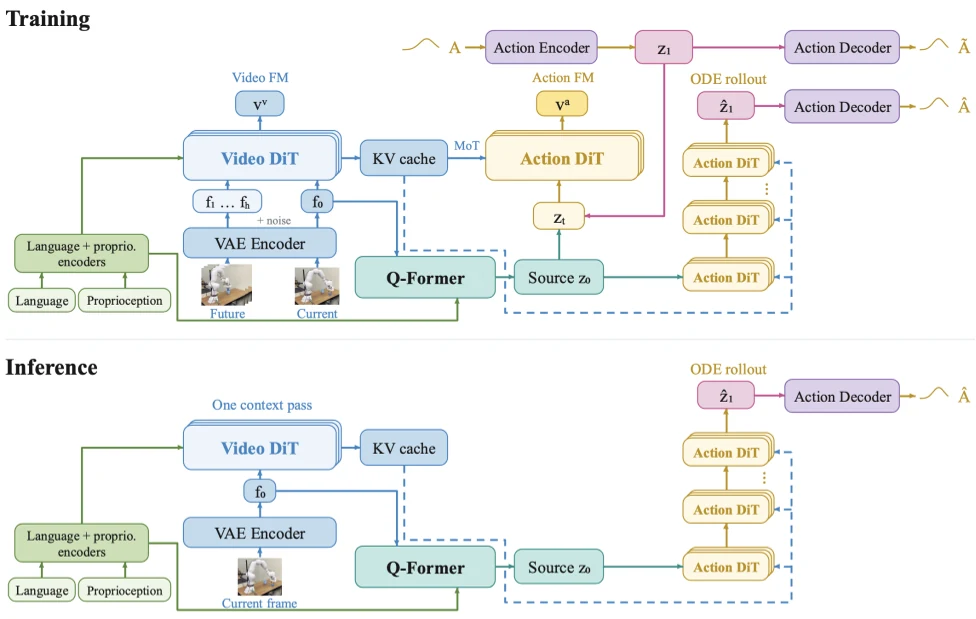 Training
A
Action Encoder
z₁
Action Decoder
Ã
Video FM
Action FM
ODE rollout
vᵛ
vᵃ
ẑ₁
Action Decoder
Â
Video DiT
KV cache
MoT
Action DiT
Action DiT
f₁ … fₕ
f₀
+ noise
zₜ
⋮
Action DiT
Language + proprio.
encoders
VAE Encoder
Q-Former
Source z₀
Action DiT
Language
Proprioception
Future
Current
Inference
ODE rollout
ẑ₁
Action Decoder
Â
One context pass
Video DiT
KV cache
Action DiT
⋮
f₀
Action DiT
Language + proprio.
encoders
VAE Encoder
Q-Former
Source z₀
Action DiT
Language
Proprioception
Current frame